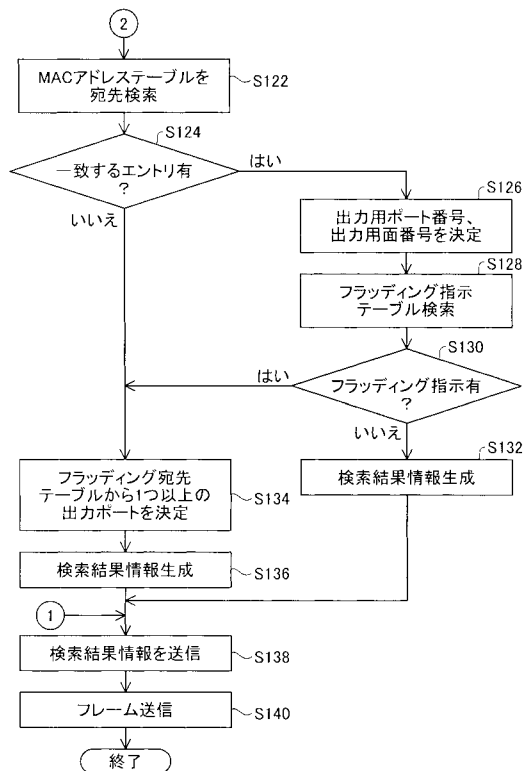 2
MACアドレステーブルを
宛先検索
S122
S124
一致するエントリ有
?
はい
いいえ
S126
出力用ポート番号、
出力用面番号を決定
S128
フラッディング指示
テーブル検索
S130
フラッディング指示有
?
はい
いいえ
S132
検索結果情報生成
フラッディング宛先
テーブルから1つ以上の
出力ポートを決定
S134
検索結果情報生成
S136
1
検索結果情報を送信
S138
フレーム送信
S140
終了